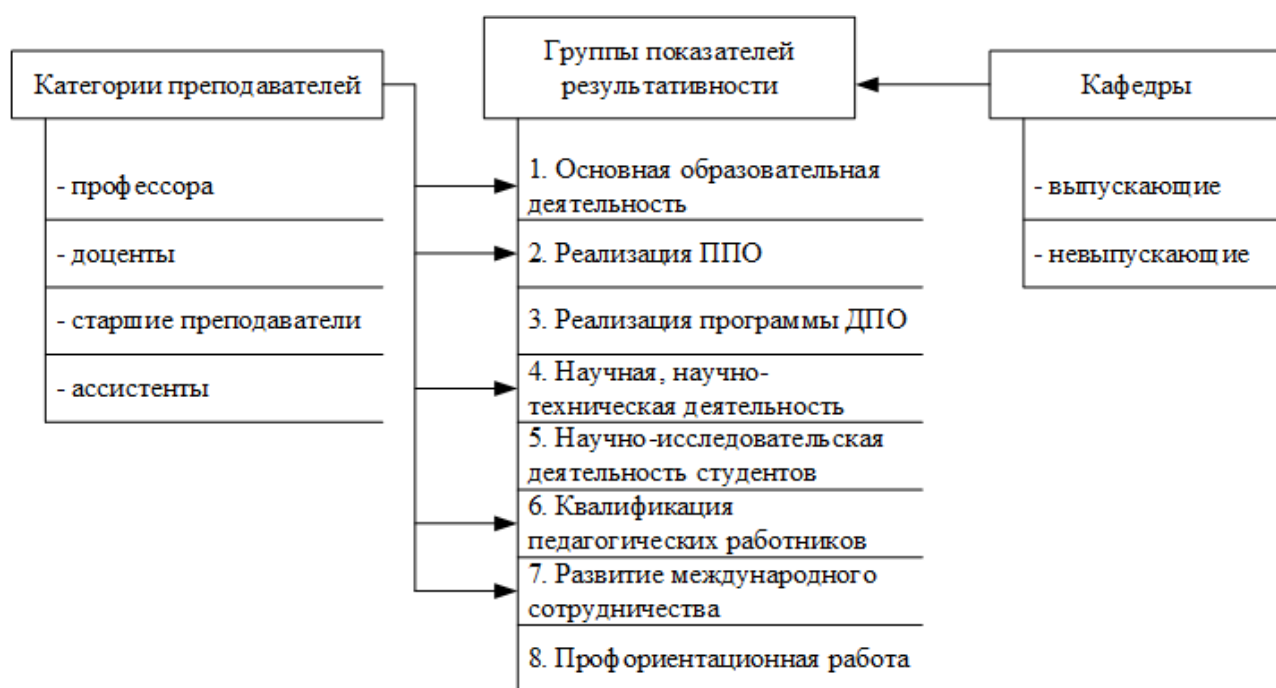 Категории преподавателей
- профессора
- доценты
- старшие преподаватели
- ассистенты
Группы показателей
результативности
1. Основная образовательная
деятельность
2. Реализация ППО
3. Реализация программы ДПО
4. Научная, научно-
техническая деятельность
5. Научно-исследовательская
деятельность студентов
6. Квалификация
педагогических работников
7. Развитие международного
сотрудничества
8. Профориентационная работа
Кафедры
- выпускающие
- невыпускающие